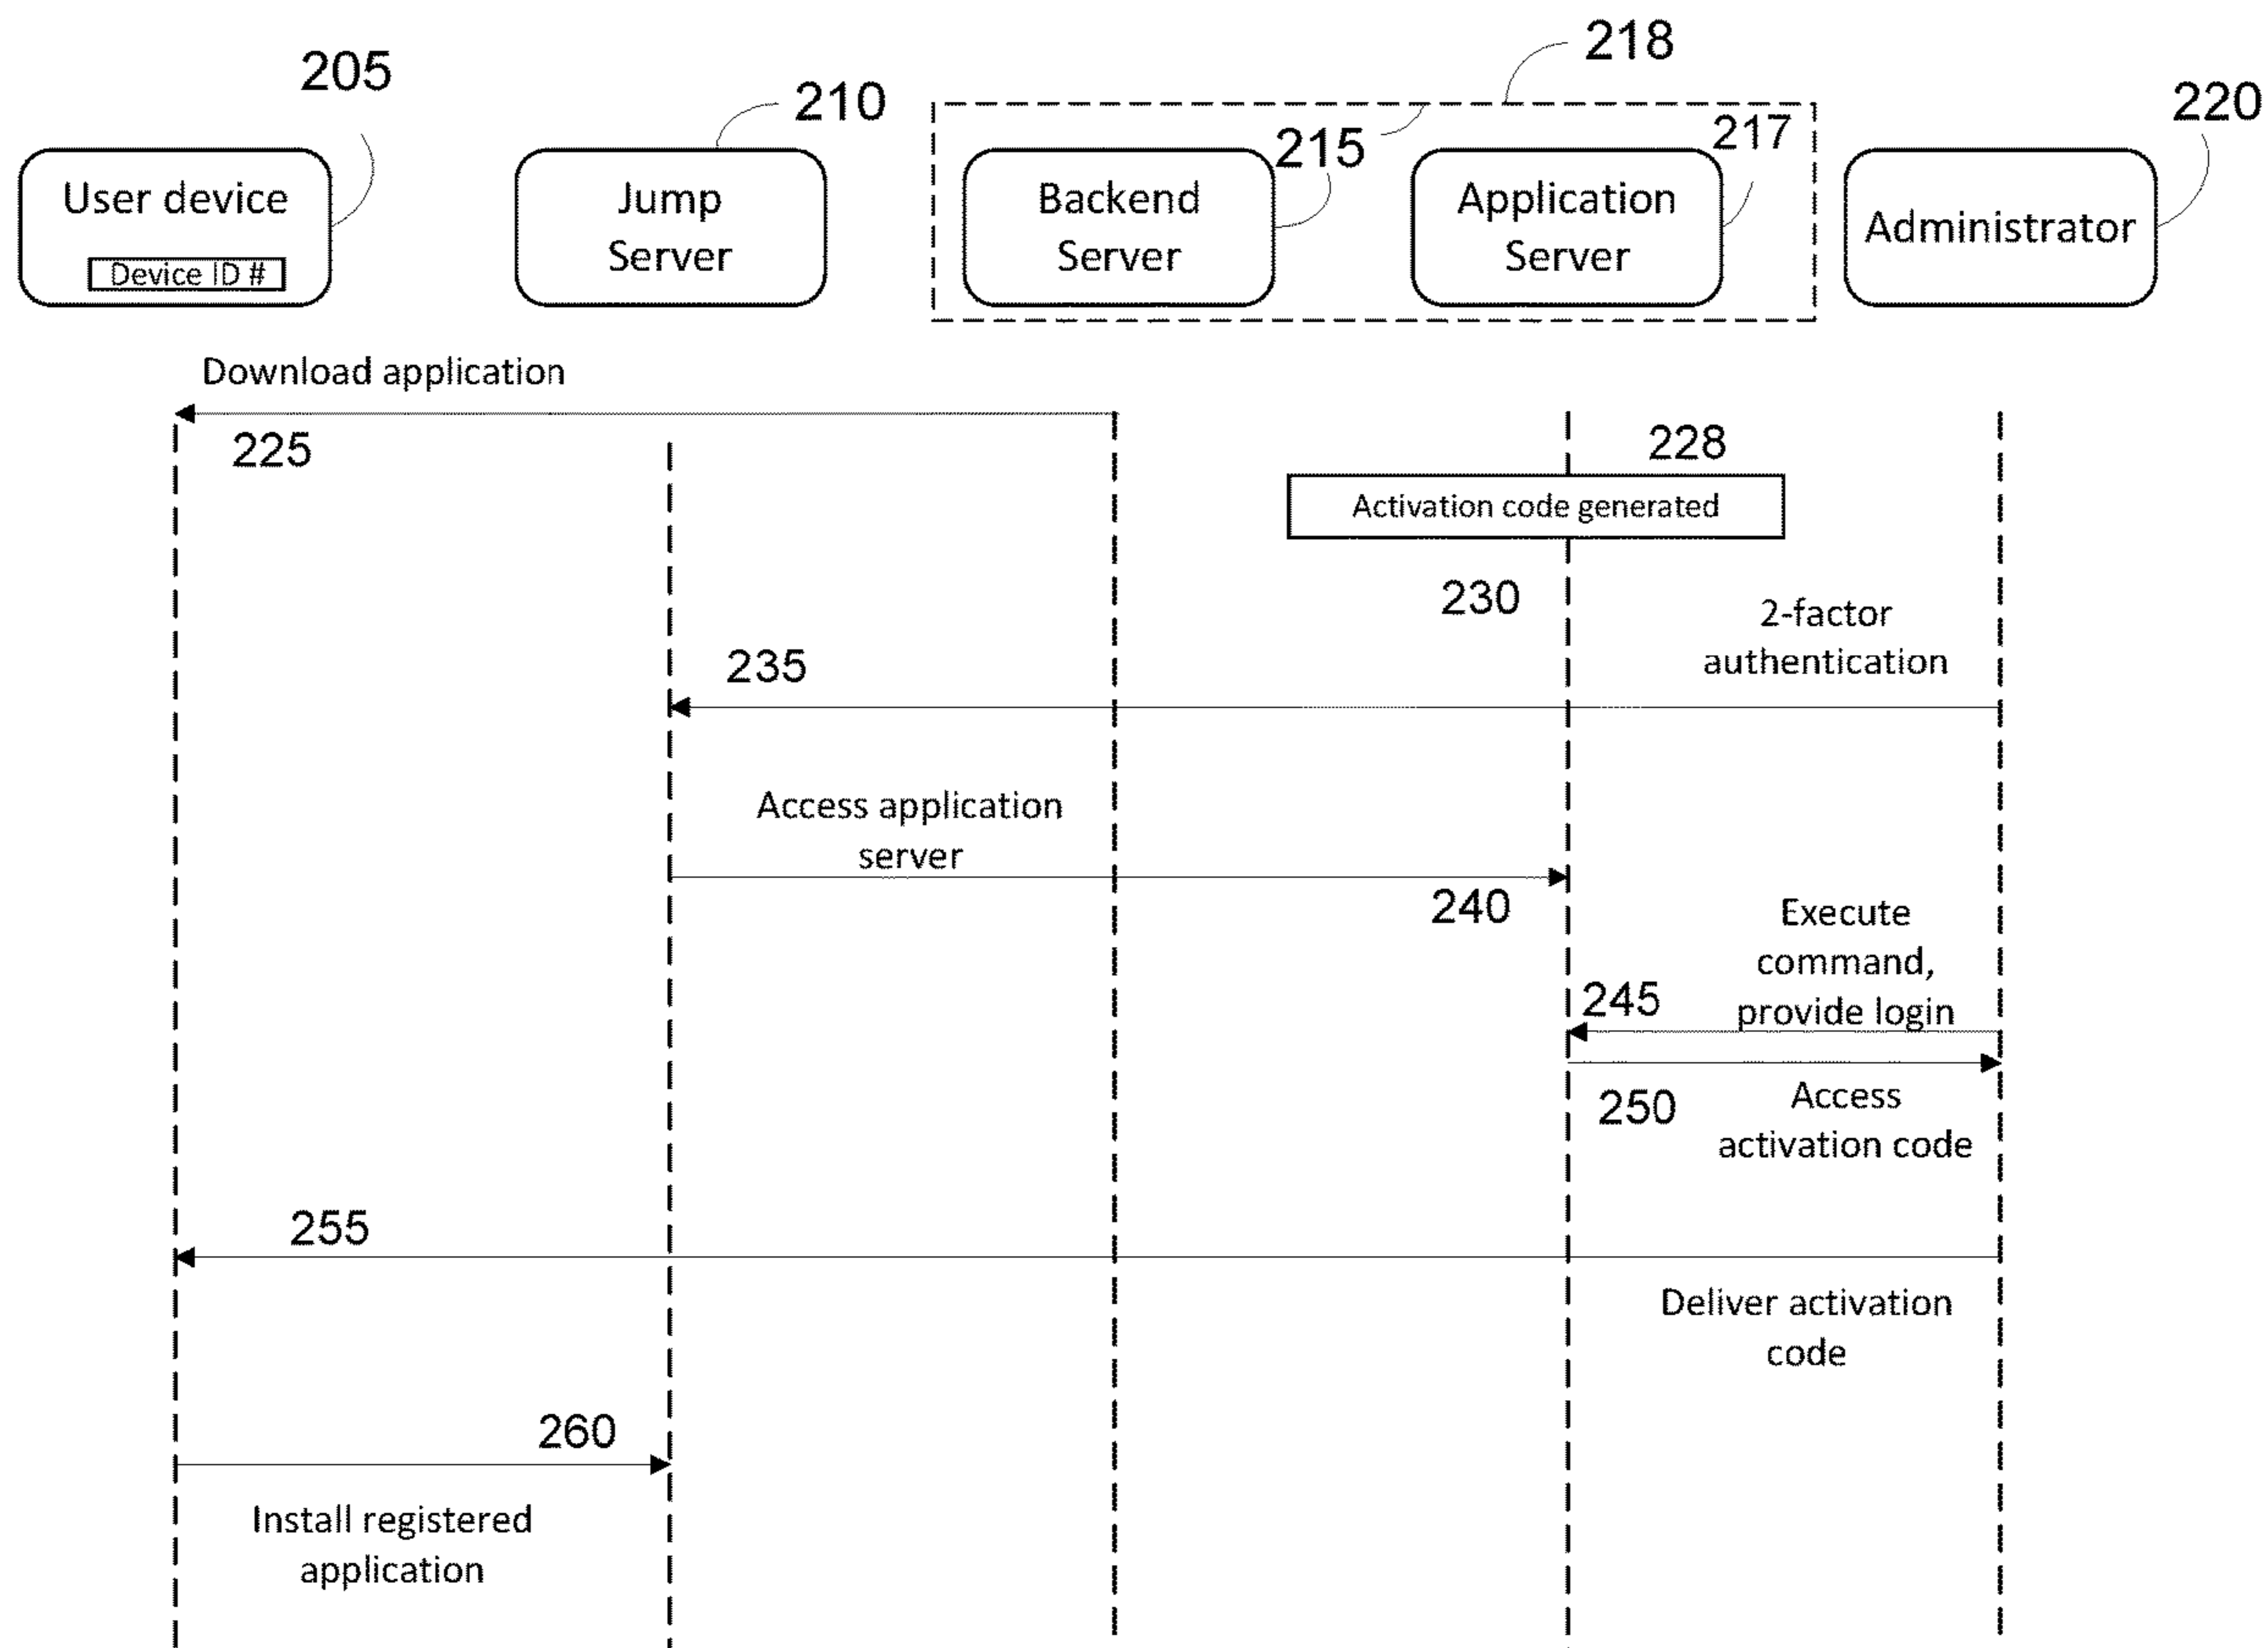 218
205
210
220
217
215
User device
Device ID #
Jump
Server
Backend
Server
Application
Server
Administrator
Download application
225
228
Activation code generated
230
2-factor
authentication
235
Access application
server
240
Execute
command,
provide login
245
250
Access
activation code
255
Deliver activation
code
260
Install registered
application